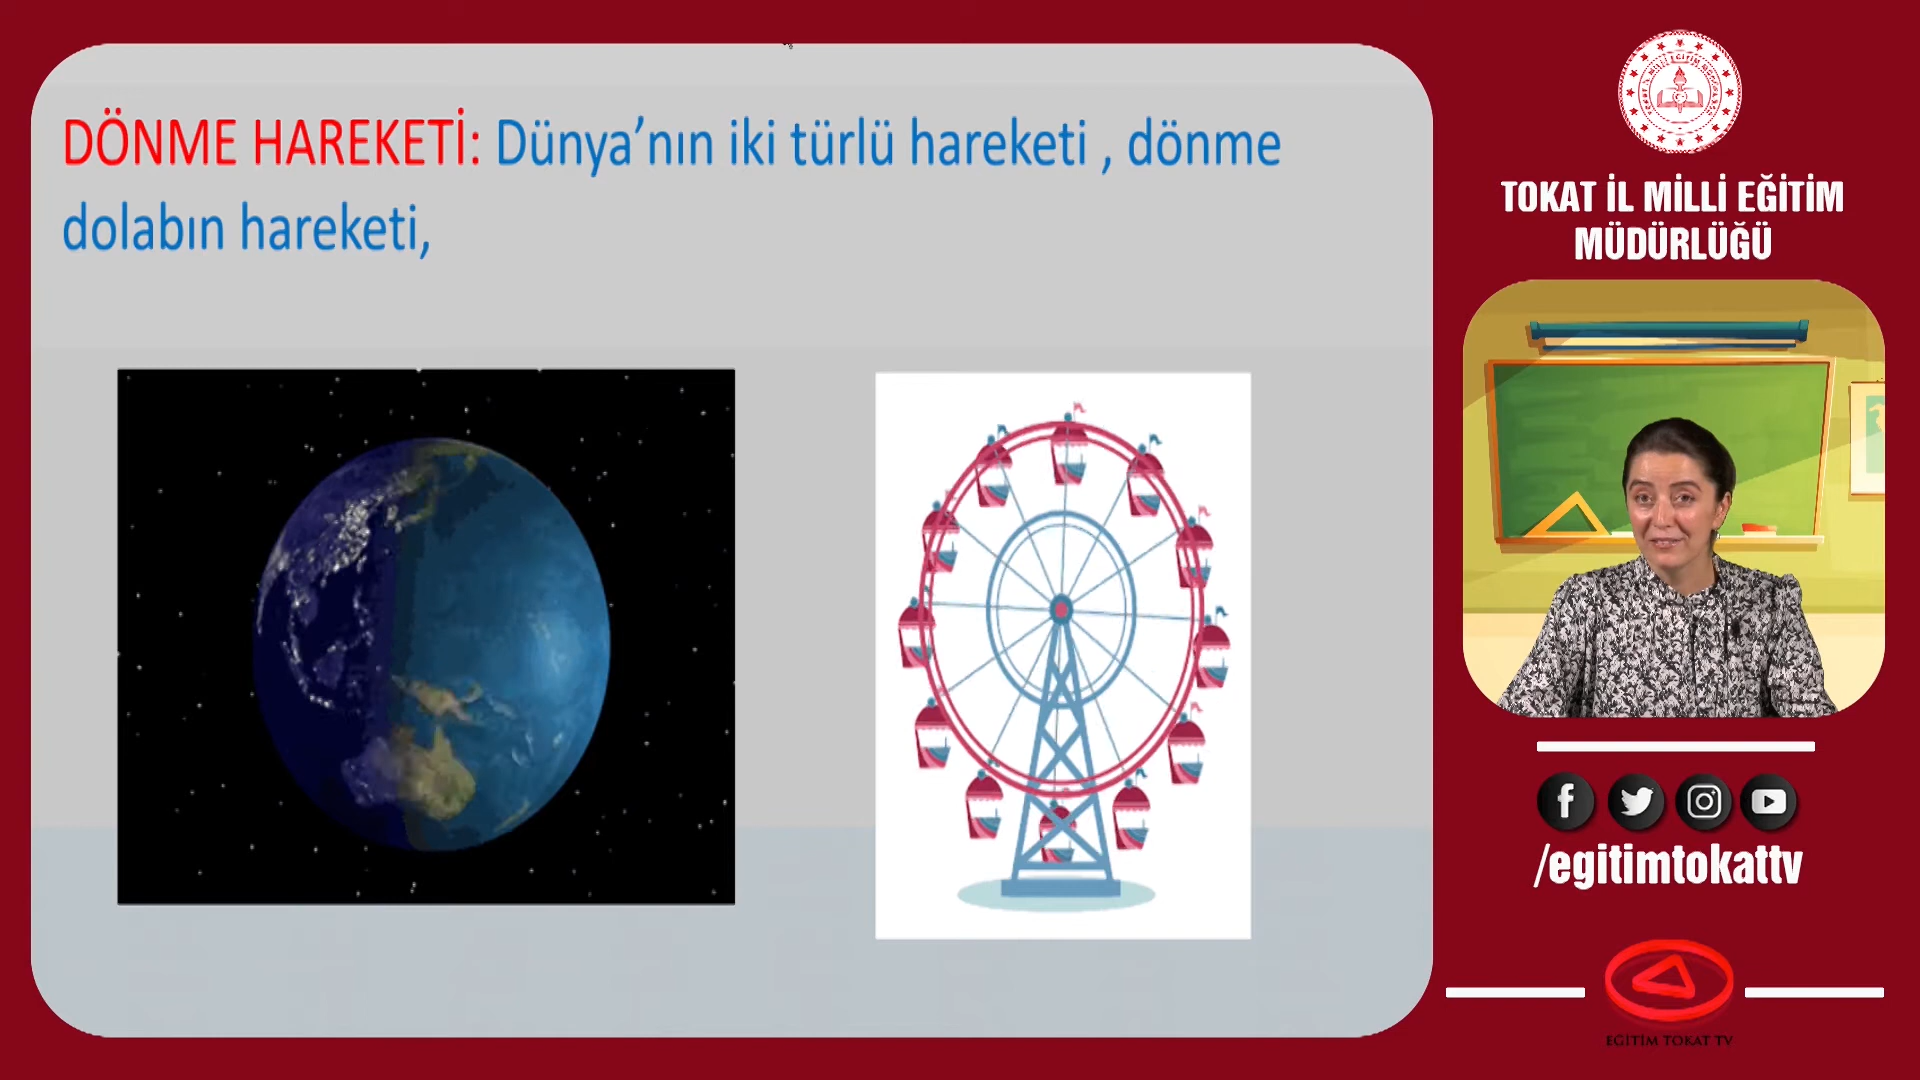 DÖNME HAREKETİ: Dünya’nın iki türlü hareketi , dönme
dolabın hareketi,
TOKAT İL MİLLİ EĞİTİM
MÜDÜRLÜĞÜ
/egitimtokattv
EĞİTİM TOKAT TV